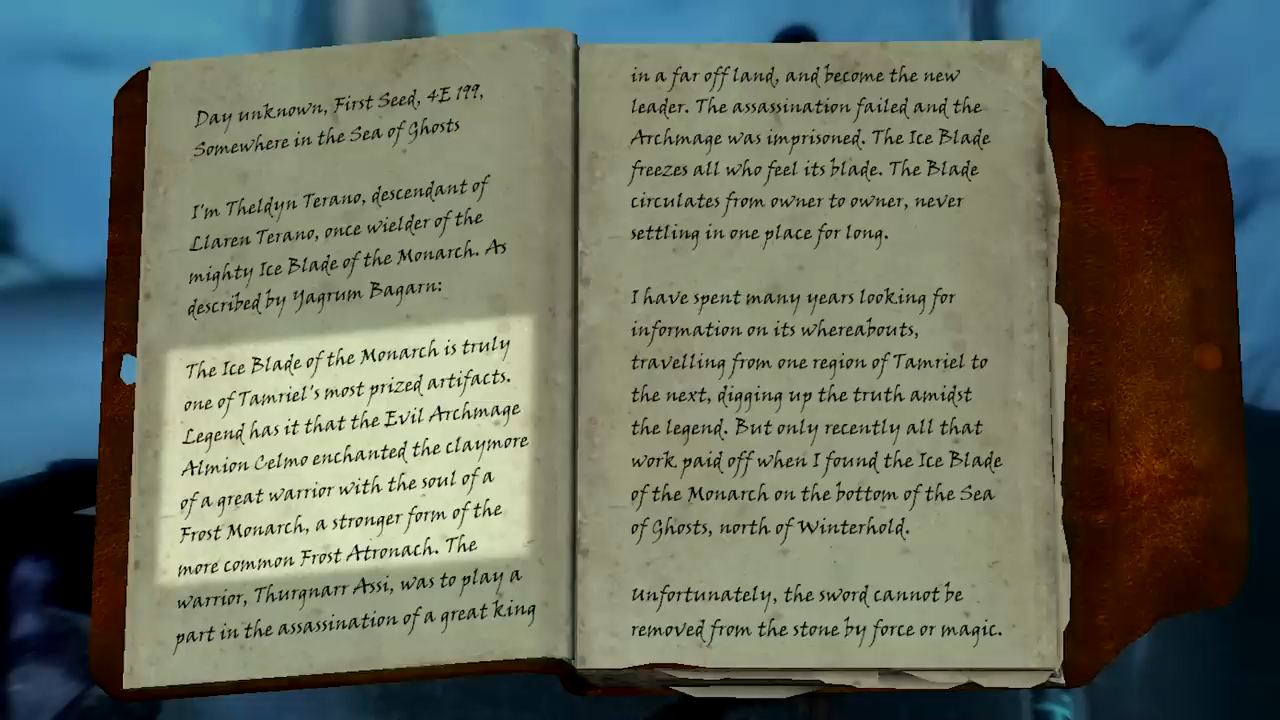 Day unknown, First Seed, 4E 199,
Somewhere in the Sea of Ghosts
I'm Theldyn Terano, descendant of
Llaren Terano, once wielder of the
mighty Ice Blade of the Monarch. As
described by Yagrum Bagarn:
The Ice Blade of the Monarch is truly
one of Tamriel's most prized artifacts.
Legend has it that the Evil Archmage
Almion Celmo enchanted the claymore
of a great warrior with the soul of a
Frost Monarch, a stronger form of the
more common Frost Atronach. The
warrior, Thurgnarr Assi, was to play a
part in the assassination of a great king
in a far off land, and become the new
leader. The assassination failed and the
Archmage was imprisoned. The Ice Blade
freezes all who feel its blade. The Blade
circulates from owner to owner, never
settling in one place for long.
I have spent many years looking for
information on its whereabouts,
travelling from one region of Tamriel to
the next, digging up the truth amidst
the legend. But only recently all that
work paid off when I found the Ice Blade
of the Monarch on the bottom of the Sea
of Ghosts, north of Winterhold.
Unfortunately, the sword cannot be
removed from the stone by force or magic.